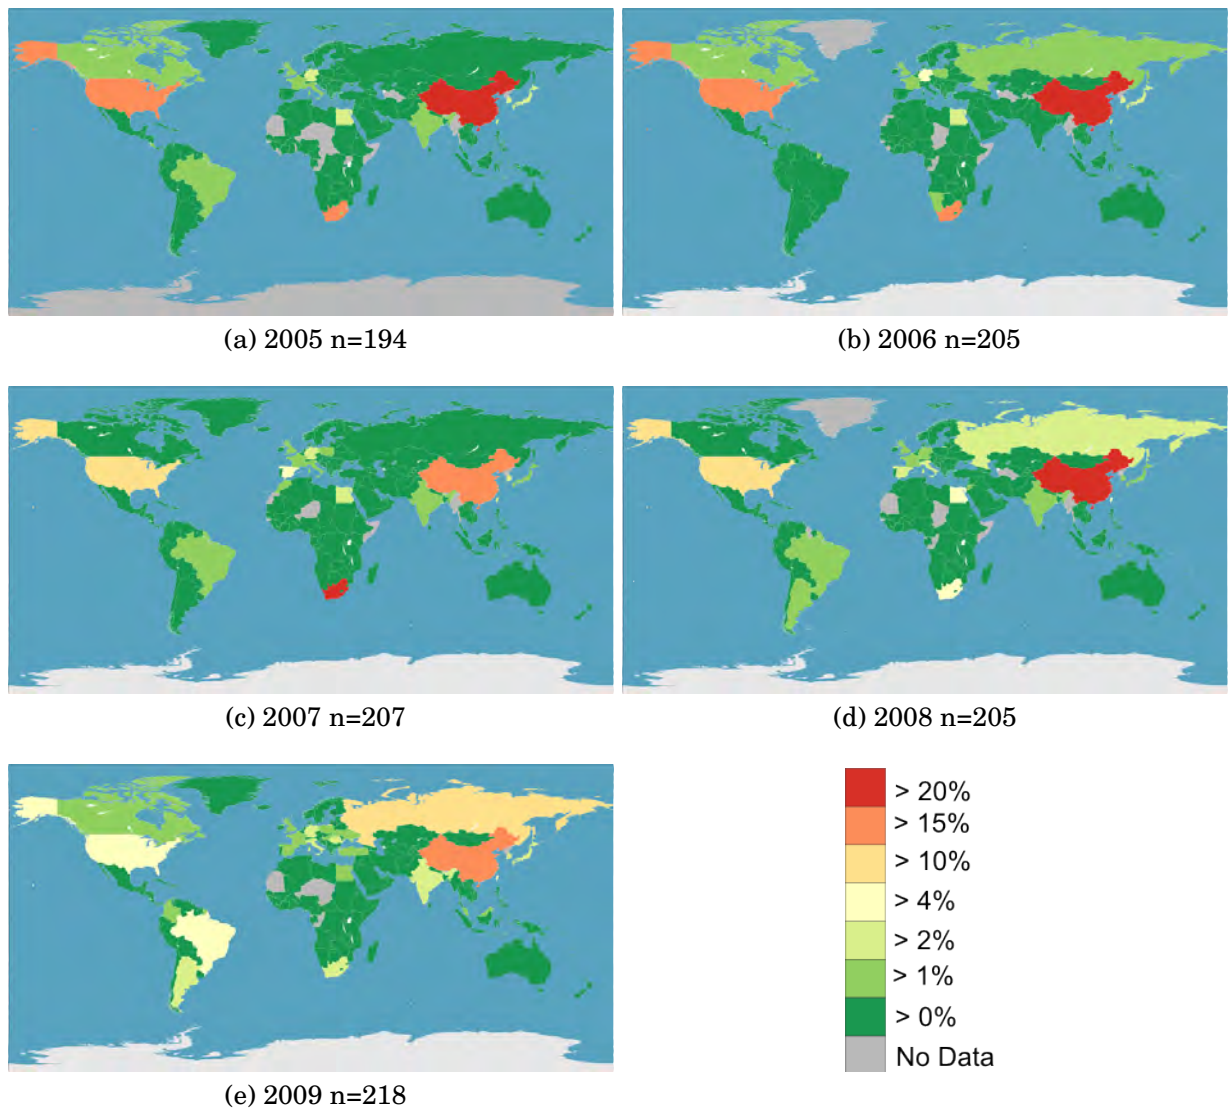 (a) 2005 n=194
(b) 2006 n=205
(c) 2007 n=207
(d) 2008 n=205
> 20%
> 15%
> 10%
> 4%
> 2%
> 1%
> 0%
No Data
(e) 2009 n=218